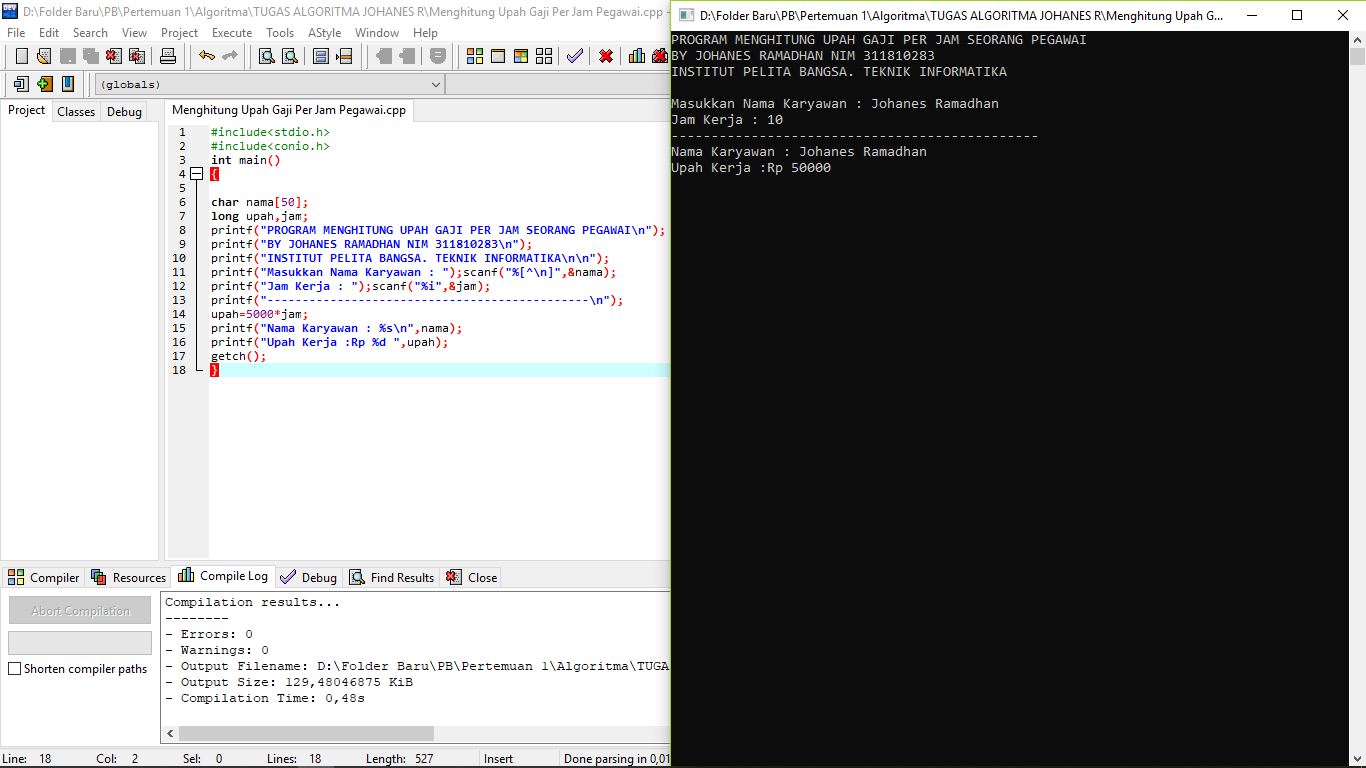 D:\Folder Baru\PB\Pertemuan 1\Algoritma\TUGAS ALGORITMA JOHANES R\Menghitung Upah Gaji Per Jam Pegawai.cpp -
File Edit Search View Project Execute Tools AStyle Window Help
(globals)
Project Classes Debug
Menghitung Upah Gaji Per Jam Pegawai.cpp
1 #include<stdio.h>
2 #include<conio.h>
3 int main()
4 {
5
6 char nama[50];
7 long upah,jam;
8 printf("PROGRAM MENGHITUNG UPAH GAJI PER JAM SEORANG PEGAWAI\n");
9 printf("BY JOHANES RAMADHAN NIM 311810283\n");
10 printf("INSTITUT PELITA BANGSA. TEKNIK INFORMATIKA\n\n");
11 printf("Masukkan Nama Karyawan : ");scanf("%[^\n]",&nama);
12 printf("Jam Kerja : ");scanf("%i",&jam);
13 printf("----------------------------------------------\n");
14 upah=5000*jam;
15 printf("Nama Karyawan : %s\n",nama);
16 printf("Upah Kerja :Rp %d ",upah);
17 getch();
18 }
Compiler Resources Compile Log Debug Find Results Close
Abort Compilation
Shorten compiler paths
Compilation results...
--------
- Errors: 0
- Warnings: 0
- Output Filename: D:\Folder Baru\PB\Pertemuan 1\Algoritma\TUGA
- Output Size: 129,48046875 KiB
- Compilation Time: 0,48s
Line: 18 Col: 2 Sel: 0 Lines: 18 Length: 527 Insert Done parsing in 0,01
D:\Folder Baru\PB\Pertemuan 1\Algoritma\TUGAS ALGORITMA JOHANES R\Menghitung Upah G...
PROGRAM MENGHITUNG UPAH GAJI PER JAM SEORANG PEGAWAI
BY JOHANES RAMADHAN NIM 311810283
INSTITUT PELITA BANGSA. TEKNIK INFORMATIKA
Masukkan Nama Karyawan : Johanes Ramadhan
Jam Kerja : 10
----------------------------------------------
Nama Karyawan : Johanes Ramadhan
Upah Kerja :Rp 50000